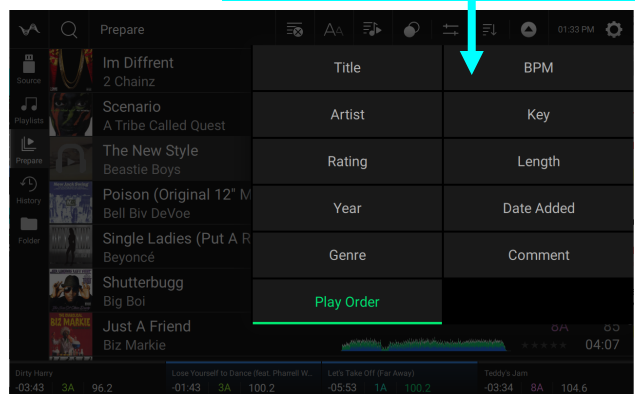 Prepare
AA
01:33 PM
Source
Playlists
Prepare
History
Folder
Im Diffrent
2 Chainz
Scenario
A Tribe Called Quest
The New Style
Beastie Boys
Poison (Original 12" M
Bell Biv DeVoe
Single Ladies (Put A R
Beyoncé
Shutterbugg
Big Boi
BIZ MARKIE
Just A Friend
Biz Markie
Title
BPM
Artist
Key
Rating
Length
Year
Date Added
Genre
Comment
Play Order
8A 85
04:07
Dirty Harry
-03:43 3A 96.2
Lose Yourself to Dance (feat. Pharrell W...
-01:43 3A 100.2
Let's Take Off (Far Away)
-05:53 1A 100.2
Teddy's Jam
-03:34 8A 104.6